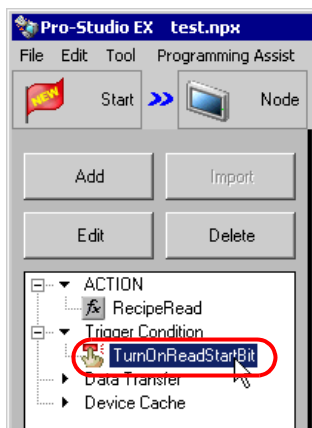 Pro-Studio EX test.npx
File Edit Tool Programming Assist
NEW Start Node
Add Import
Edit Delete
ACTION
fx RecipeRead
Trigger Condition
TurnOnReadStartBit
Data Transfer
Device Cache